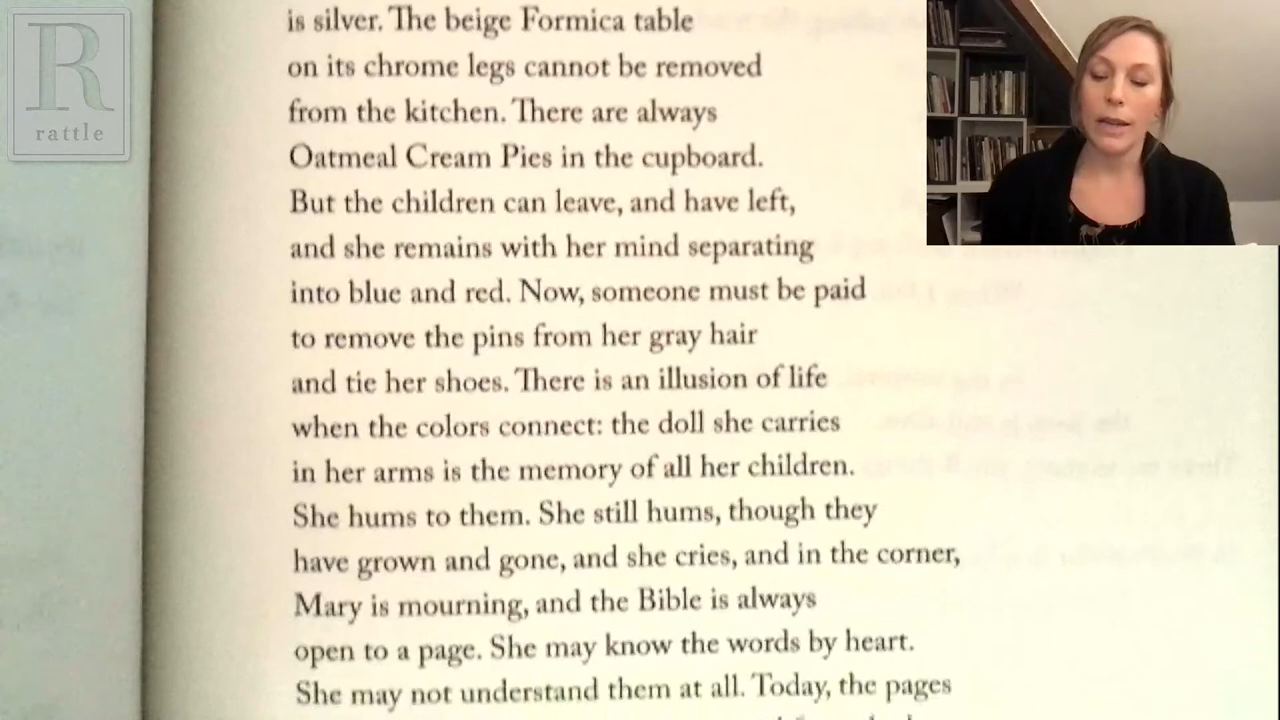 R
rattle
is silver. The beige Formica table
on its chrome legs cannot be removed
from the kitchen. There are always
Oatmeal Cream Pies in the cupboard.
But the children can leave, and have left,
and she remains with her mind separating
into blue and red. Now, someone must be paid
to remove the pins from her gray hair
and tie her shoes. There is an illusion of life
when the colors connect: the doll she carries
in her arms is the memory of all her children.
She hums to them. She still hums, though they
have grown and gone, and she cries, and in the corner,
Mary is mourning, and the Bible is always
open to a page. She may know the words by heart.
She may not understand them at all. Today, the pages